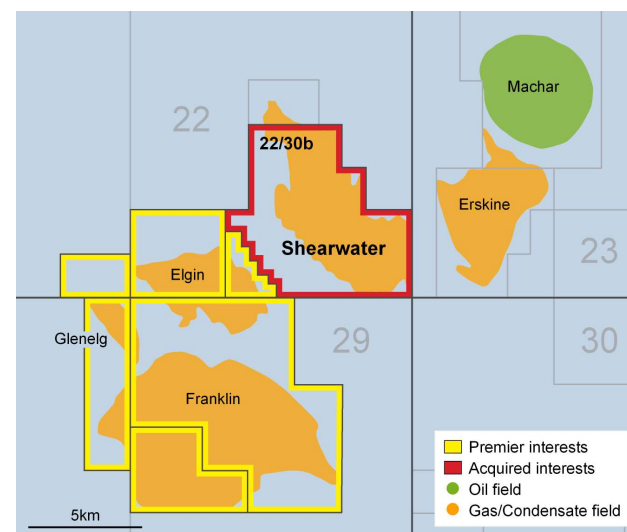 Machar
22
22/30b
Erskine
Shearwater
23
Elgin
Glenelg
29
30
Franklin
Premier interests
Acquired interests
Oil field
Gas/Condensate field
5km